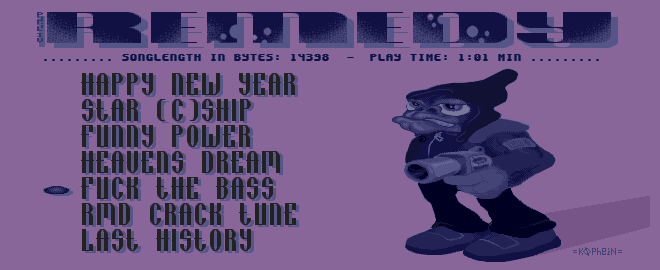 REMEDY
......... SONGLENGTH IN BYTES: 14398 - PLAY TIME: 1:01 MIN .........
HAPPY NEW YEAR
STAR (C)SHIP
FUNNY POWER
HEAVENS DREAM
FUCK THE BASS
RMD CRACK TUNE
LAST HISTORY